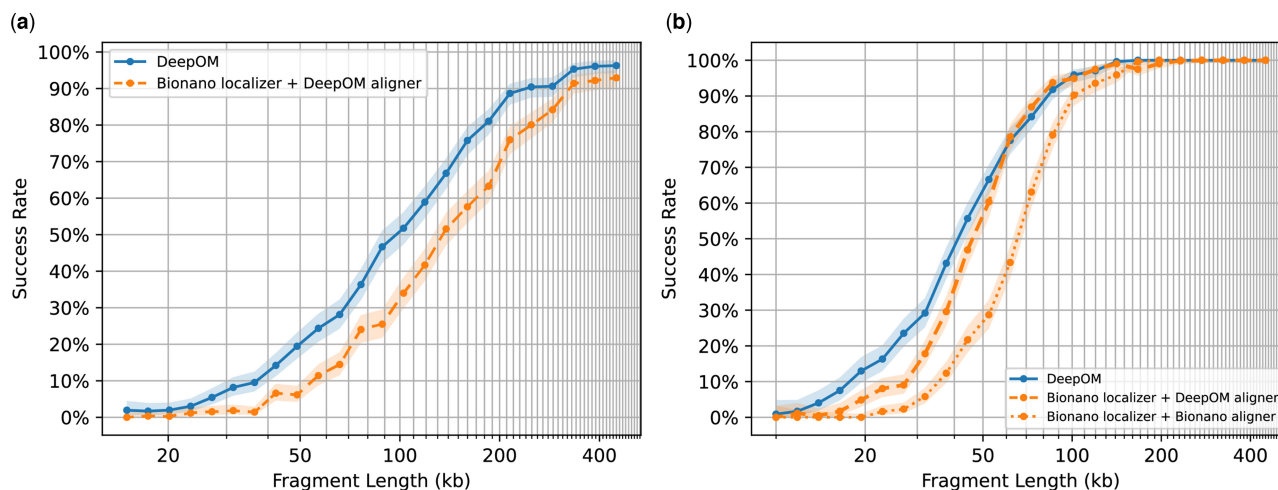 (a)
100%
90%
80%
70%
60%
50%
40%
30%
20%
10%
0%
Success Rate
DeepOM
Bionano localizer + DeepOM aligner
20
50
100
200
400
Fragment Length (kb)
(b)
100%
90%
80%
70%
60%
50%
40%
30%
20%
10%
0%
Success Rate
DeepOM
Bionano localizer + DeepOM aligner
Bionano localizer + Bionano aligner
20
50
100
200
400
Fragment Length (kb)